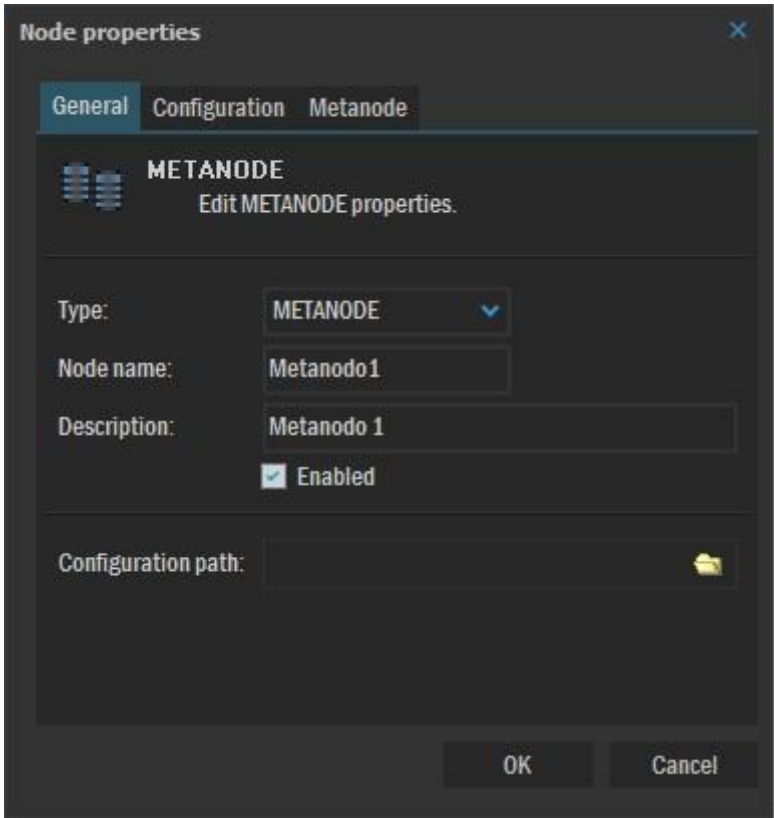 Node properties
General Configuration Metanode
METANODE
Edit METANODE properties.
Type: METANODE
Node name: Metanodo1
Description: Metanodo 1
Enabled
Configuration path:
OK Cancel